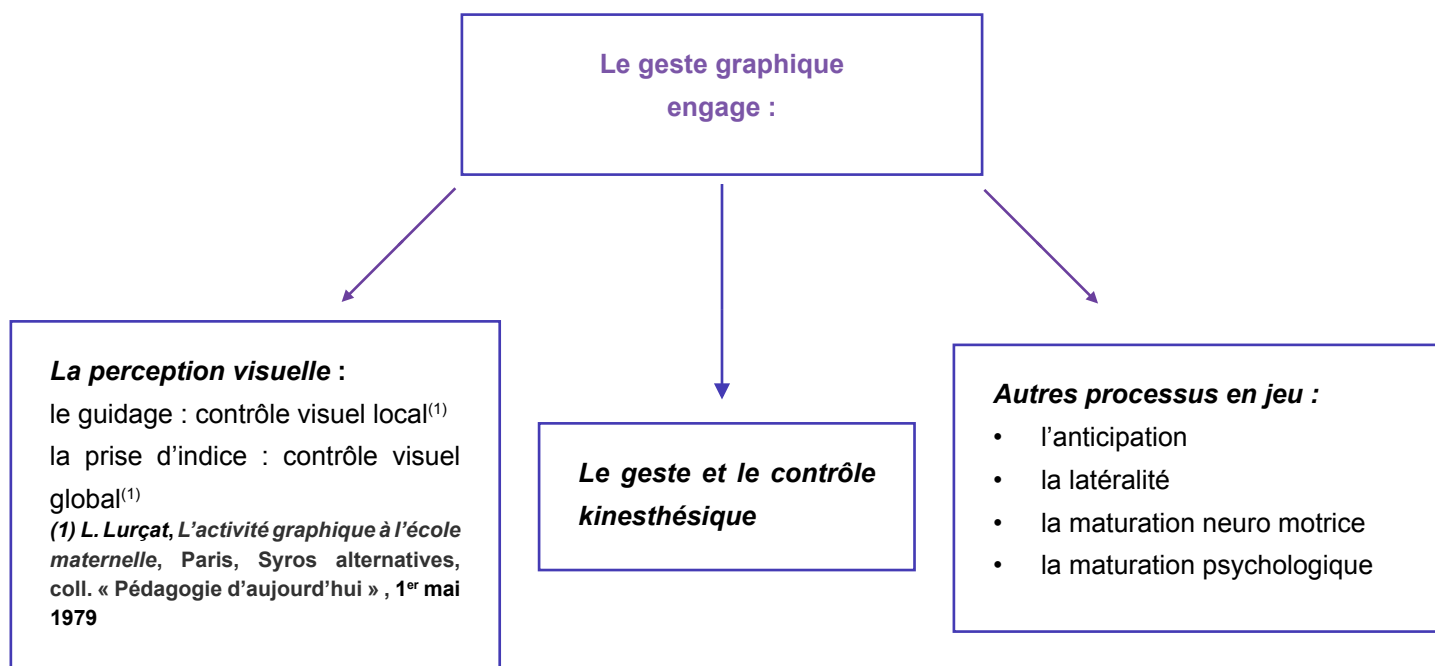 Le geste graphique
engage :
La perception visuelle :
le guidage : contrôle visuel local(1)
la prise d'indice : contrôle visuel
global(1)
(1) L. Lurçat, L'activité graphique à l'école
maternelle, Paris, Syros alternatives,
coll. « Pédagogie d'aujourd'hui » , 1er mai
1979
Le geste et le contrôle
kinesthésique
Autres processus en jeu :
• l'anticipation
• la latéralité
• la maturation neuro motrice
• la maturation psychologique